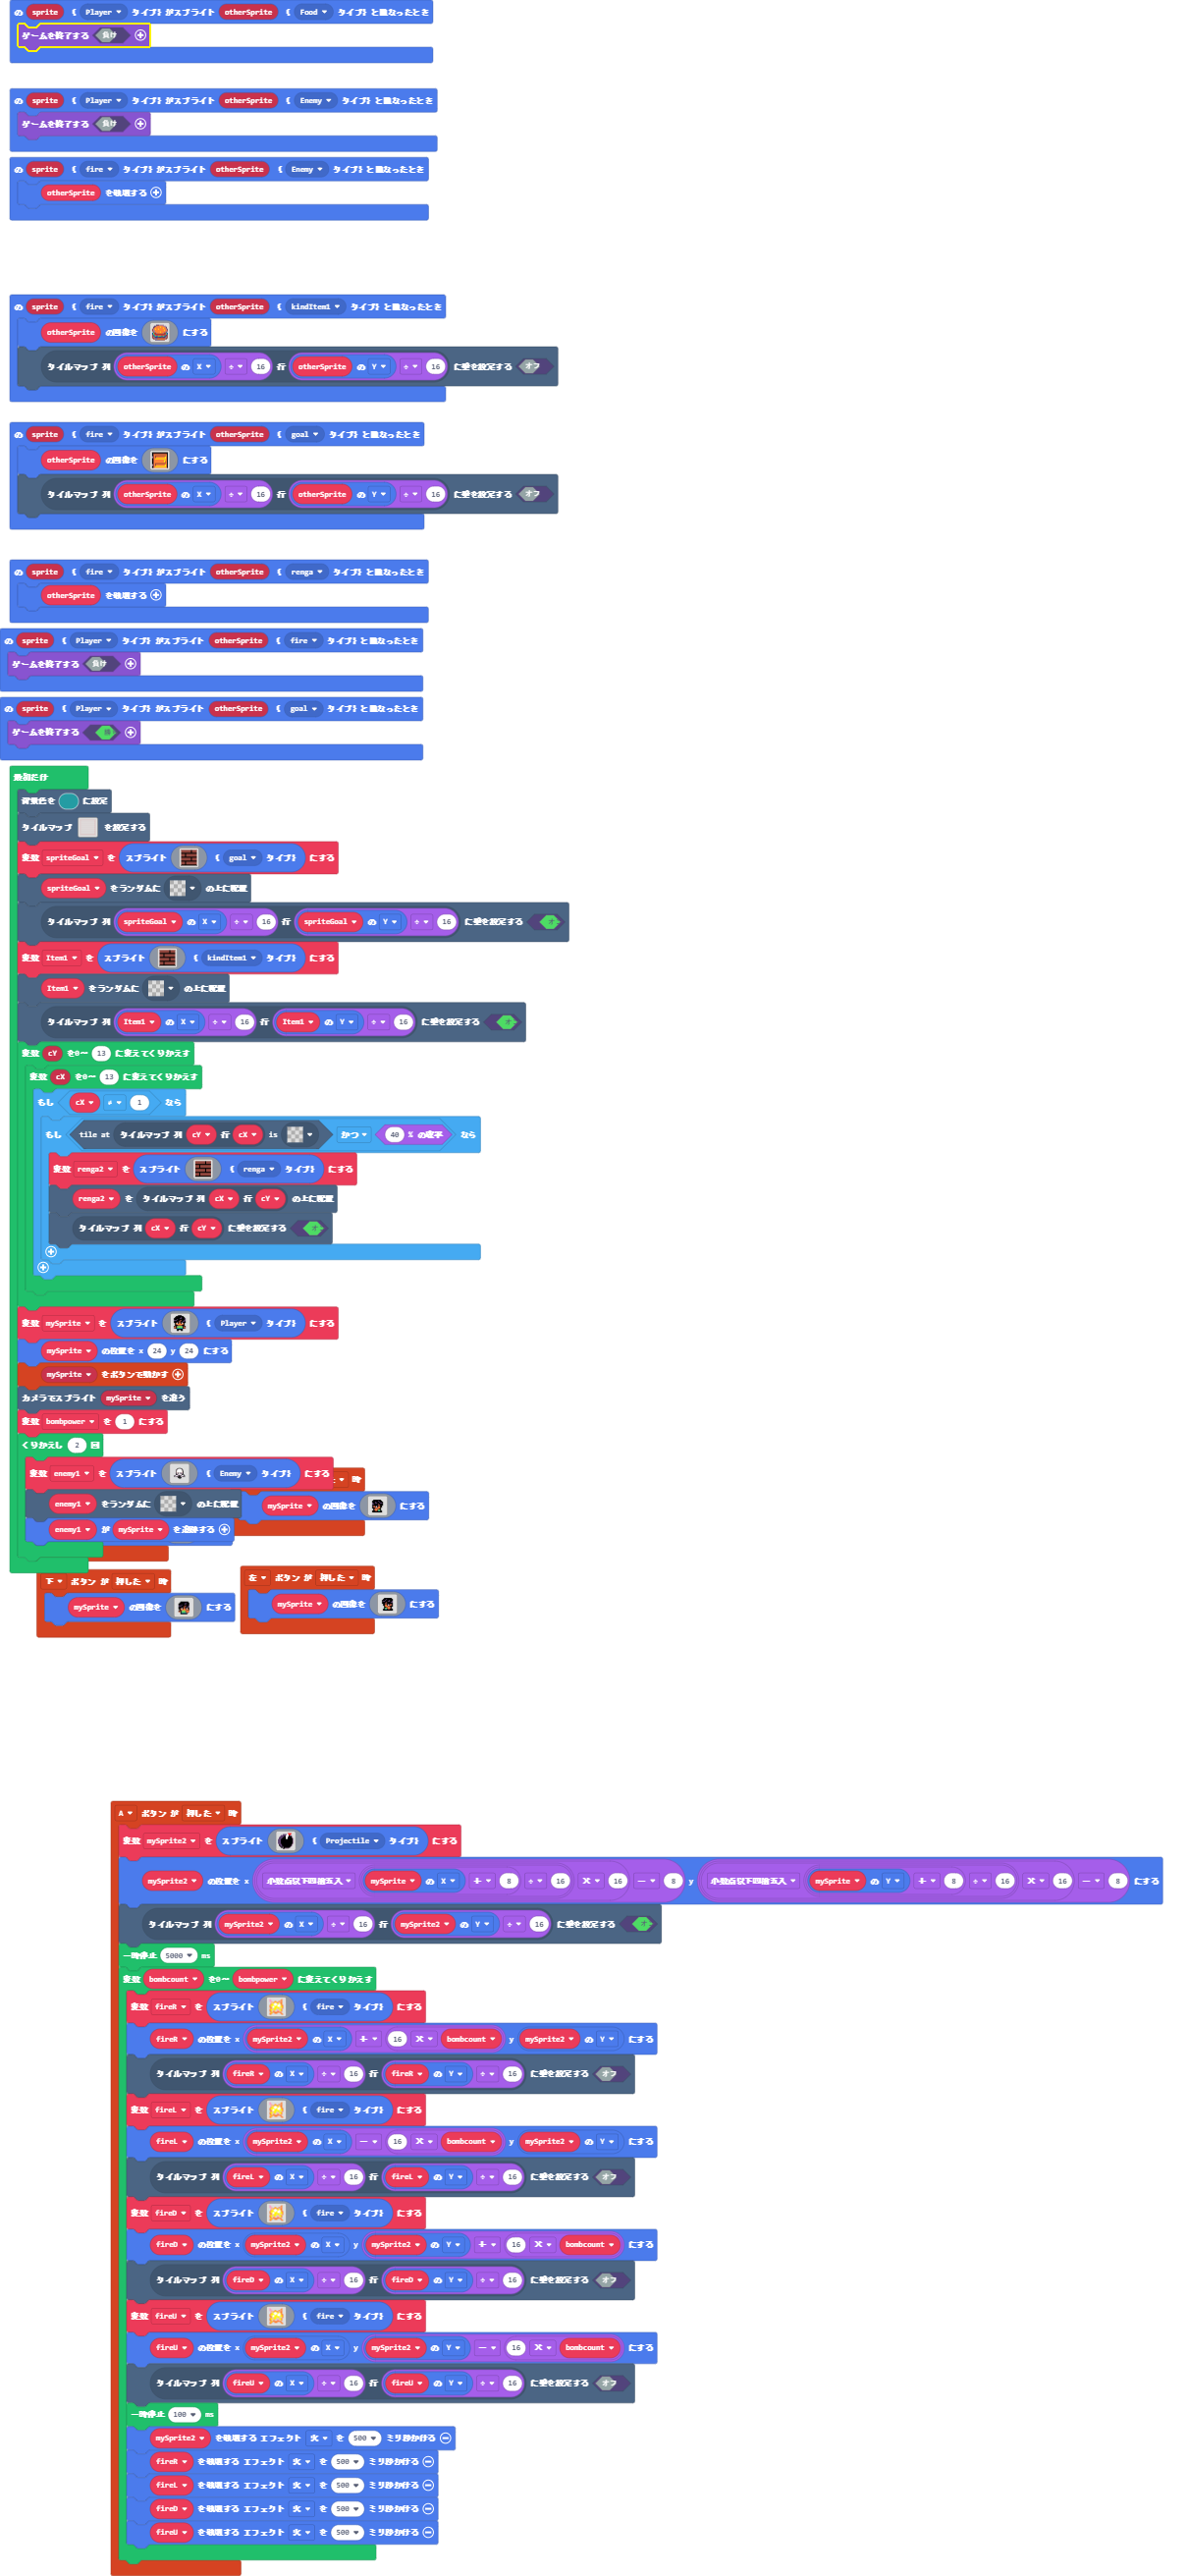 の sprite { Player ▼ タイプ} がスプライト otherSprite { Food ▼ タイプ} と重なったとき
ゲームを終了する 負け
の sprite { Player ▼ タイプ} がスプライト otherSprite { Enemy ▼ タイプ} と重なったとき
ゲームを終了する 負け
の sprite { fire ▼ タイプ} がスプライト otherSprite { Enemy ▼ タイプ} と重なったとき
otherSprite を破壊する
の sprite { fire ▼ タイプ} がスプライト otherSprite { kindItem1 ▼ タイプ} と重なったとき
otherSprite の画像を にする
タイルマップ 列 otherSprite の X ▼ ÷ ▼ 16 行 otherSprite の Y ▼ ÷ ▼ 16 に壁を設定する オフ
の sprite { fire ▼ タイプ} がスプライト otherSprite { goal ▼ タイプ} と重なったとき
otherSprite の画像を にする
タイルマップ 列 otherSprite の X ▼ ÷ ▼ 16 行 otherSprite の Y ▼ ÷ ▼ 16 に壁を設定する オフ
の sprite { fire ▼ タイプ} がスプライト otherSprite { renga ▼ タイプ} と重なったとき
otherSprite を破壊する
の sprite { Player ▼ タイプ} がスプライト otherSprite { fire ▼ タイプ} と重なったとき
ゲームを終了する 負け
の sprite { Player ▼ タイプ} がスプライト otherSprite { goal ▼ タイプ} と重なったとき
ゲームを終了する
最初だけ
背景色を に設定
タイルマップ を設定する
変数 spriteGoal ▼ を スプライト { goal ▼ タイプ} にする
spriteGoal ▼ をランダムに ▼ の上に配置
タイルマップ 列 spriteGoal ▼ の X ▼ ÷ ▼ 16 行 spriteGoal ▼ の Y ▼ ÷ ▼ 16 に壁を設定する オ
変数 Item1 ▼ を スプライト { kindItem1 ▼ タイプ} にする
Item1 ▼ をランダムに ▼ の上に配置
タイルマップ 列 Item1 ▼ の X ▼ ÷ ▼ 16 行 Item1 ▼ の Y ▼ ÷ ▼ 16 に壁を設定する オ
変数 cY を0〜 13 に変えてくりかえす
変数 cX を0〜 13 に変えてくりかえす
もし cX ▼ ▼ 1 なら
もし tile at タイルマップ 列 cY ▼ 行 cX ▼ is ▼ かつ ▼ 40 % の確率 なら
変数 renga2 ▼ を スプライト { renga ▼ タイプ} にする
renga2 ▼ を タイルマップ 列 cX ▼ 行 cY ▼ の上に配置
タイルマップ 列 cX ▼ 行 cY ▼ に壁を設定する オ
変数 mySprite ▼ を スプライト { Player ▼ タイプ} にする
mySprite ▼ の位置を x 24 y 24 にする
mySprite ▼ をボタンで動かす
カメラでスプライト mySprite ▼ を追う
変数 bombpower ▼ を 1 にする
くりかえし 2 回
変数 enemy1 ▼ を スプライト { Enemy ▼ タイプ} にする ▼ 時
enemy1 ▼ をランダムに ▼ の上に配置 mySprite ▼ の画像を にする
enemy1 ▼ が mySprite ▼ を追跡する
下 ▼ ボタン が 押した ▼ 時 左 ▼ ボタン が 押した ▼ 時
mySprite ▼ の画像を にする mySprite ▼ の画像を にする
A ▼ ボタン が 押した ▼ 時
変数 mySprite2 ▼ を スプライト { Projectile ▼ タイプ} にする
mySprite2 ▼ の位置を x 小数点以下四捨五入 ▼ mySprite ▼ の X ▼ + ▼ 8 ÷ ▼ 16 × ▼ 16 - ▼ 8 y 小数点以下四捨五入 ▼ mySprite ▼ の Y ▼ + ▼ 8 ÷ ▼ 16 × ▼ 16 - ▼ 8 にする
タイルマップ 列 mySprite2 ▼ の X ▼ ÷ ▼ 16 行 mySprite2 ▼ の Y ▼ ÷ ▼ 16 に壁を設定する オ
一時停止 5000 ▼ ms
変数 bombcount ▼ を0〜 bombpower ▼ に変えてくりかえす
変数 fireR ▼ を スプライト { fire ▼ タイプ} にする
fireR ▼ の位置を x mySprite2 ▼ の X ▼ + ▼ 16 × ▼ bombcount ▼ y mySprite2 ▼ の Y ▼ にする
タイルマップ 列 fireR ▼ の X ▼ ÷ ▼ 16 行 fireR ▼ の Y ▼ ÷ ▼ 16 に壁を設定する オフ
変数 fireL ▼ を スプライト { fire ▼ タイプ} にする
fireL ▼ の位置を x mySprite2 ▼ の X ▼ - ▼ 16 × ▼ bombcount ▼ y mySprite2 ▼ の Y ▼ にする
タイルマップ 列 fireL ▼ の X ▼ ÷ ▼ 16 行 fireL ▼ の Y ▼ ÷ ▼ 16 に壁を設定する オフ
変数 fireD ▼ を スプライト { fire ▼ タイプ} にする
fireD ▼ の位置を x mySprite2 ▼ の X ▼ y mySprite2 ▼ の Y ▼ + ▼ 16 × ▼ bombcount ▼ にする
タイルマップ 列 fireD ▼ の X ▼ ÷ ▼ 16 行 fireD ▼ の Y ▼ ÷ ▼ 16 に壁を設定する オフ
変数 fireU ▼ を スプライト { fire ▼ タイプ} にする
fireU ▼ の位置を x mySprite2 ▼ の X ▼ y mySprite2 ▼ の Y ▼ - ▼ 16 × ▼ bombcount ▼ にする
タイルマップ 列 fireU ▼ の X ▼ ÷ ▼ 16 行 fireU ▼ の Y ▼ ÷ ▼ 16 に壁を設定する オフ
一時停止 100 ▼ ms
mySprite2 ▼ を破壊する エフェクト 火 ▼ を 500 ▼ ミリ秒かける
fireR ▼ を破壊する エフェクト 火 ▼ を 500 ▼ ミリ秒かける
fireL ▼ を破壊する エフェクト 火 ▼ を 500 ▼ ミリ秒かける
fireD ▼ を破壊する エフェクト 火 ▼ を 500 ▼ ミリ秒かける
fireU ▼ を破壊する エフェクト 火 ▼ を 500 ▼ ミリ秒かける